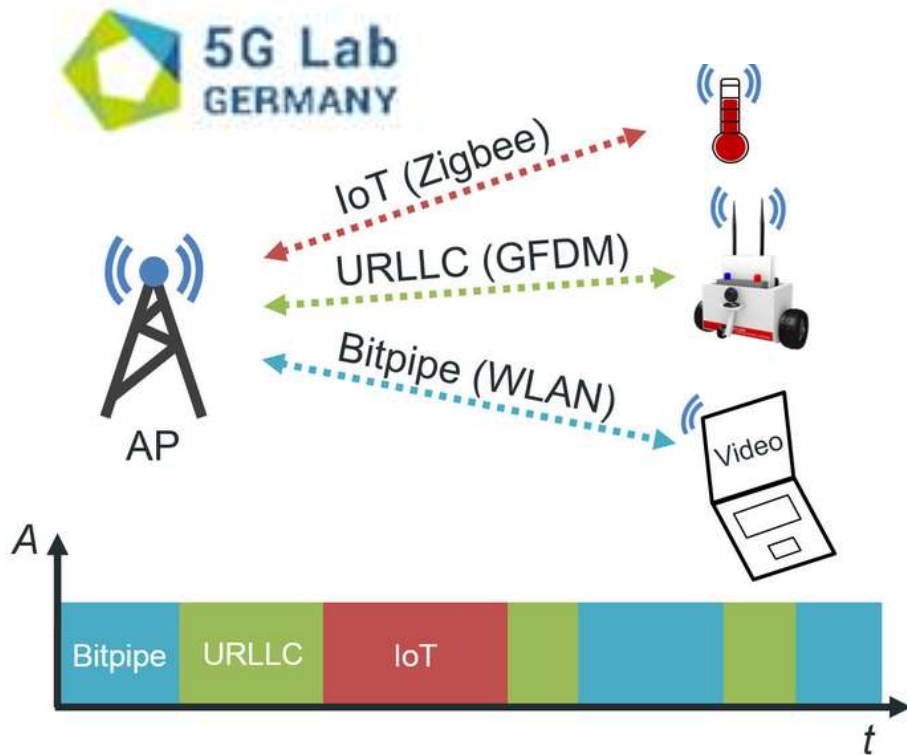 5G Lab
GERMANY
IoT (Zigbee)
URLLC (GFDM)
Bitpipe (WLAN)
AP
Video
A
Bitpipe URLLC IoT
t